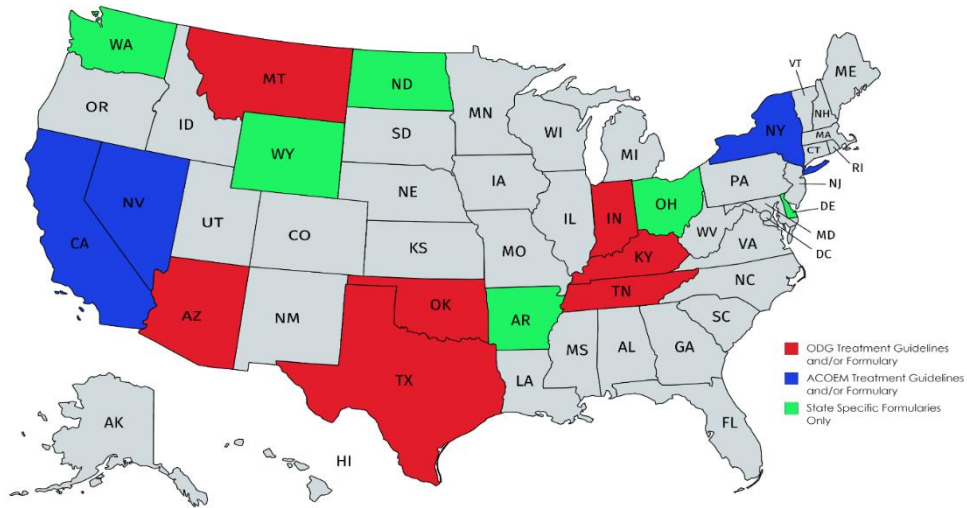 WA
MT
ND
MN
VT
ME
OR
ID
SD
WI
NY
NH
MA
WY
MI
CT
RI
NE
IA
PA
NJ
NV
UT
CO
IL
IN
OH
DE
CA
KS
MO
WV
VA
MD
KY
DC
AZ
NM
OK
AR
TN
NC
SC
TX
LA
MS
AL
GA
ODG Treatment Guidelines
and/or Formulary
ACOEM Treatment Guidelines
and/or Formulary
State Specific Formularies
Only
AK
HI
FL